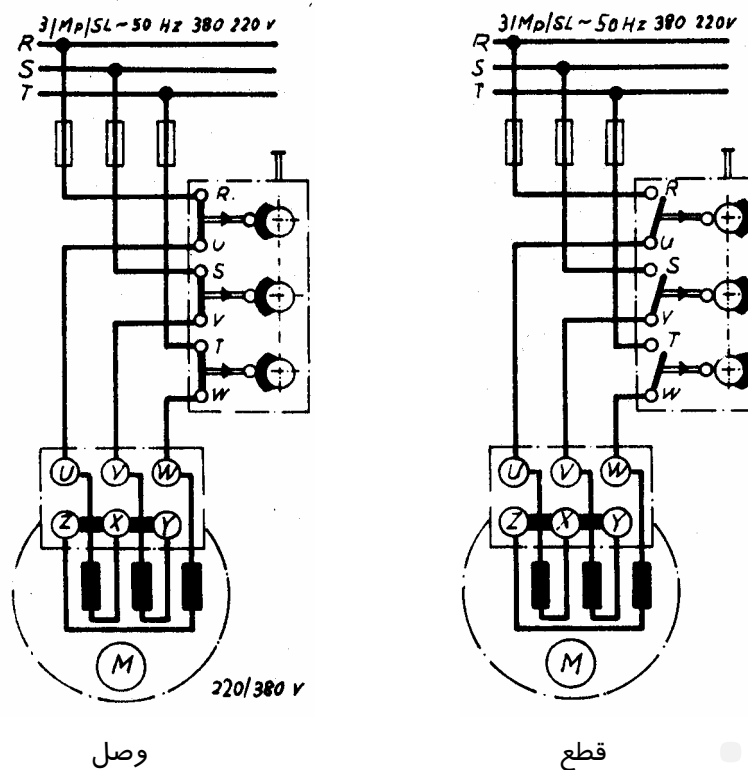 3/Mp/SL ~ 50 Hz 380 220 V
R
S
T
R.
U
S
V
T
W
U V W
Z X Y
M
220/380 V
وصل
3/Mp/SL ~ 50 Hz 380 220V
R
S
T
R
U
S
V
T
W
U V W
Z X Y
M
قطع